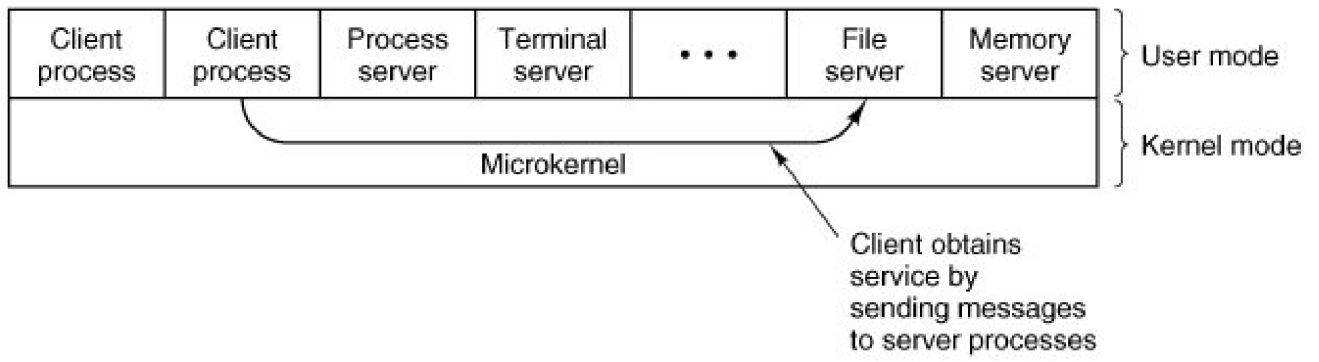 Client
process
Client
process
Process
server
Terminal
server
• • •
File
server
Memory
server
User mode
Microkernel
Kernel mode
Client obtains
service by
sending messages
to server processes